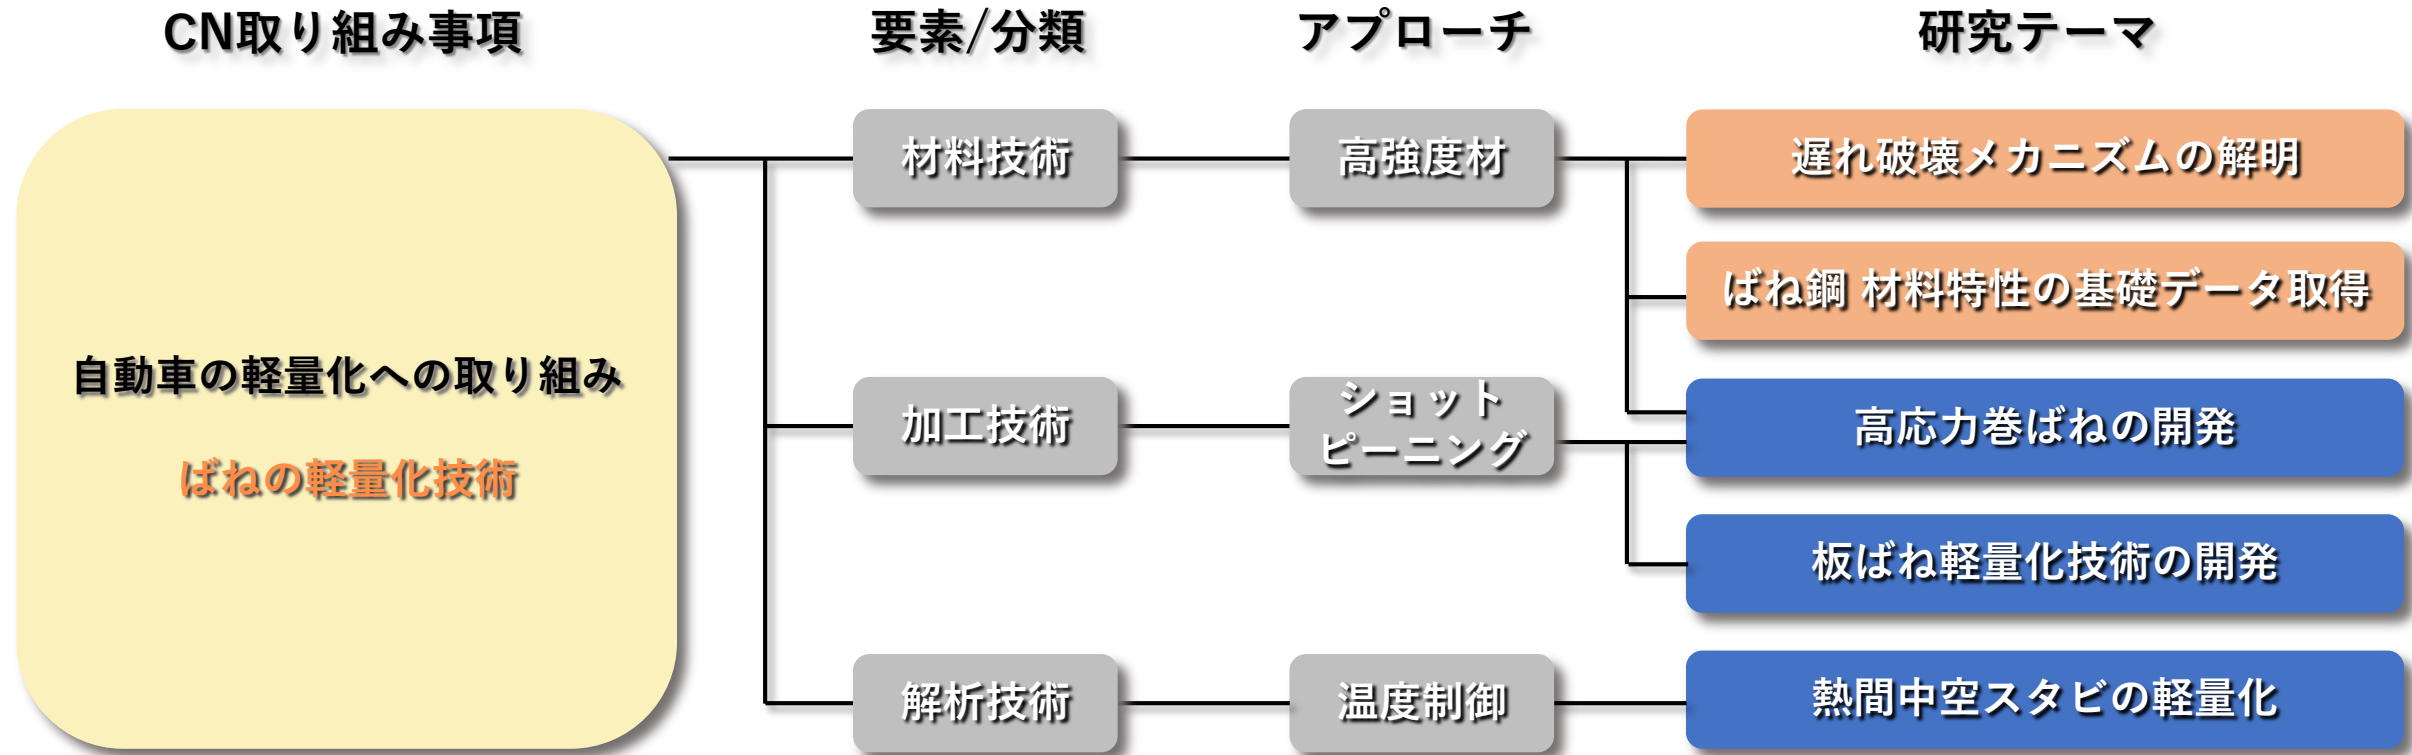 CN取り組み事項
要素/分類
アプローチ
研究テーマ
自動車の軽量化への取り組み
ばねの軽量化技術
材料技術
高強度材
遅れ破壊メカニズムの解明
ばね鋼 材料特性の基礎データ取得
加工技術
ショット
ピーニング
高応力巻ばねの開発
板ばね軽量化技術の開発
解析技術
温度制御
熱間中空スタビの軽量化